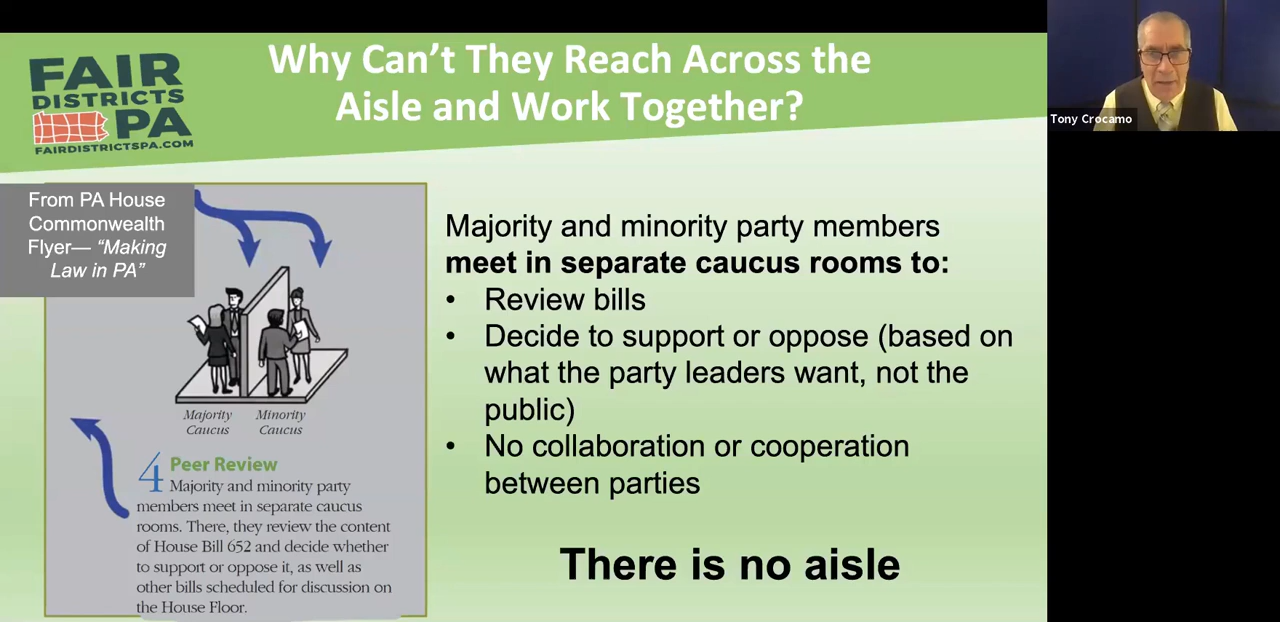 Why Can't They Reach Across the
Aisle and Work Together?
FAIR
DISTRICTS
PA
FAIRDISTRICTSPA.COM
Tony Crocamo
From PA House
Commonwealth
Flyer— "Making
Law in PA"
Majority
Caucus
Minority
Caucus
4 Peer Review
Majority and minority party
members meet in separate caucus
rooms. There, they review the content
of House Bill 652 and decide whether
to support or oppose it, as well as
other bills scheduled for discussion on
the House Floor.
Majority and minority party members
meet in separate caucus rooms to:
• Review bills
• Decide to support or oppose (based on
what the party leaders want, not the
public)
• No collaboration or cooperation
between parties
There is no aisle